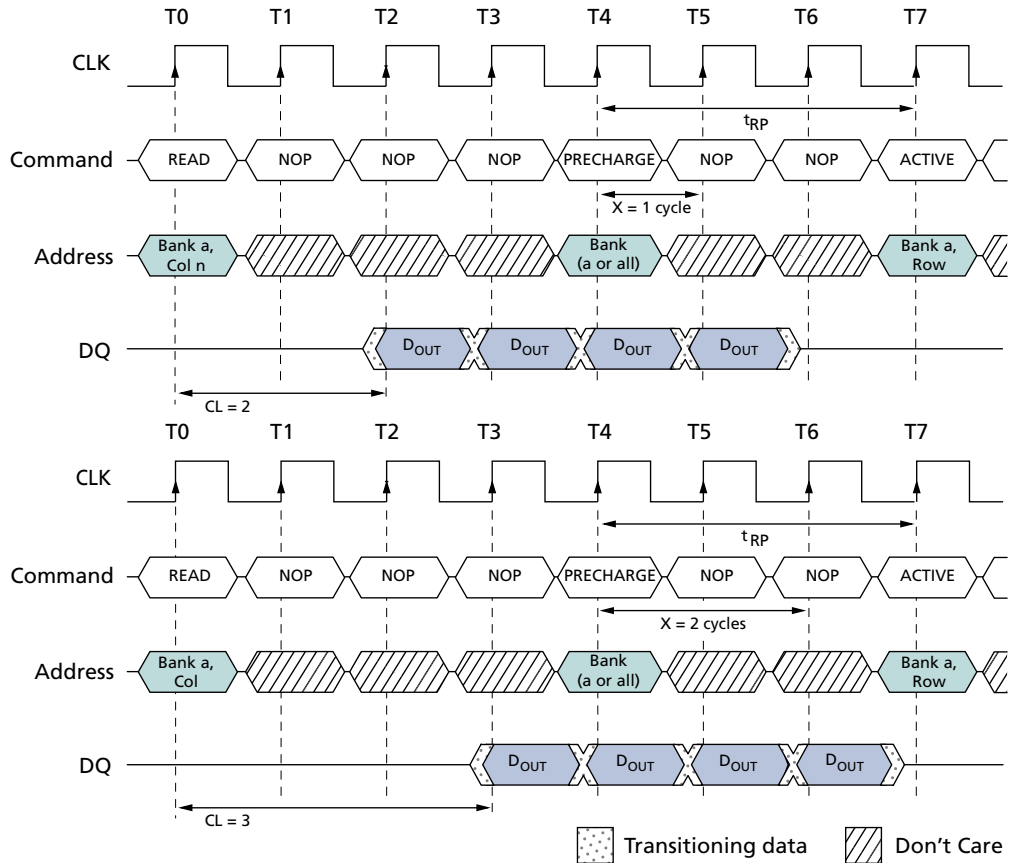 T0 T1 T2 T3 T4 T5 T6 T7
CLK
tRP
Command READ NOP NOP NOP PRECHARGE NOP NOP ACTIVE
X = 1 cycle
Address Bank a, Col n Bank (a or all) Bank a, Row
DQ DOUT DOUT DOUT DOUT
CL = 2
T0 T1 T2 T3 T4 T5 T6 T7
CLK
tRP
Command READ NOP NOP NOP PRECHARGE NOP NOP ACTIVE
X = 2 cycles
Address Bank a, Col Bank (a or all) Bank a, Row
DQ DOUT DOUT DOUT DOUT
CL = 3
Transitioning data Don't Care